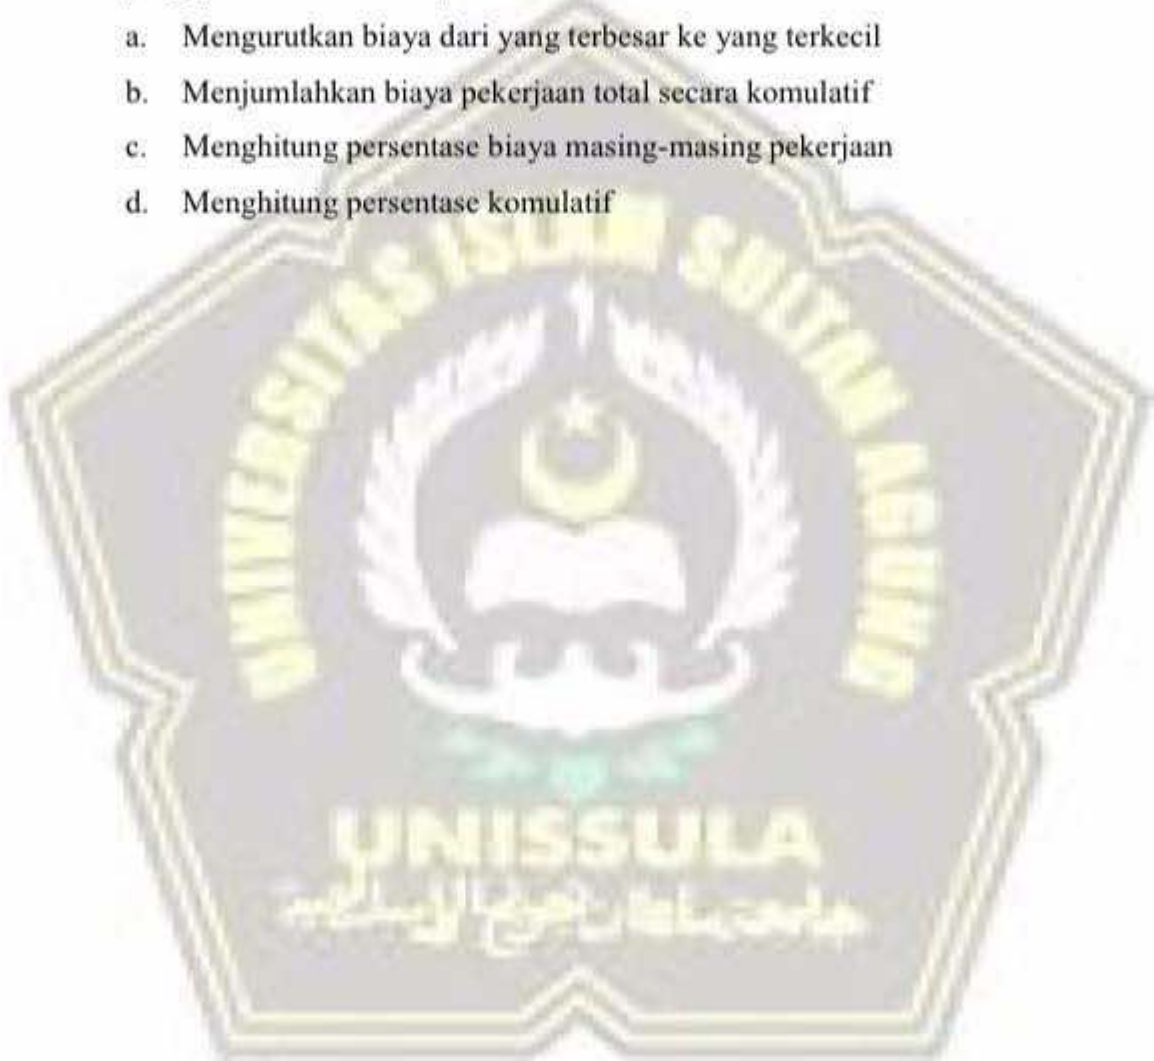 a. Mengurutkan biaya dari yang terbesar ke yang terkecil
b. Menjumlahkan biaya pekerjaan total secara komulatif
c. Menghitung persentase biaya masing-masing pekerjaan
d. Menghitung persentase komulatif
UNIVERSITAS ISLAM SULTAN AGUNG
UNISSULA